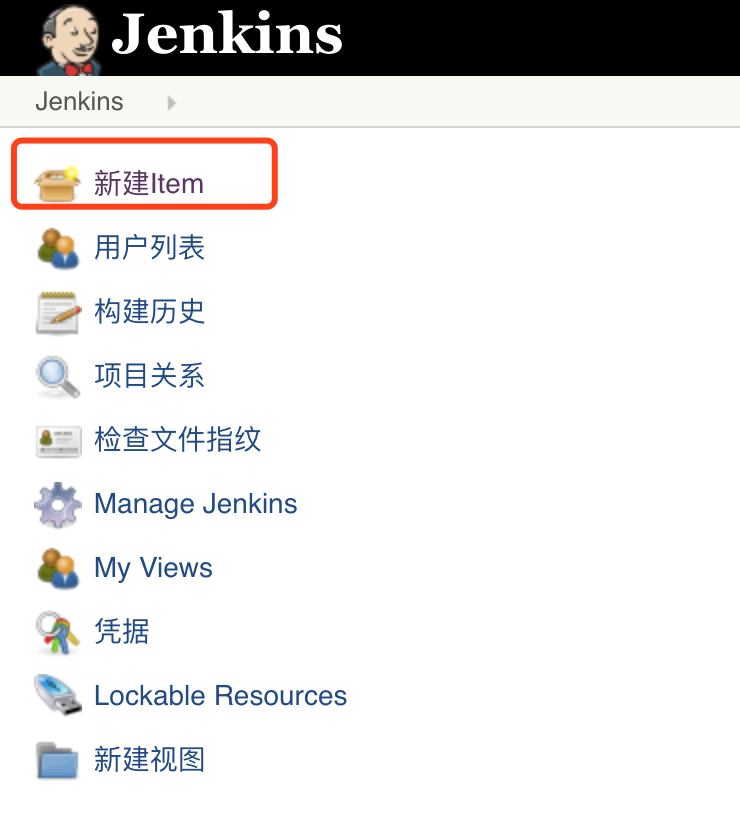 Jenkins
Jenkins
新建Item
用户列表
构建历史
项目关系
检查文件指纹
Manage Jenkins
My Views
凭据
Lockable Resources
新建视图